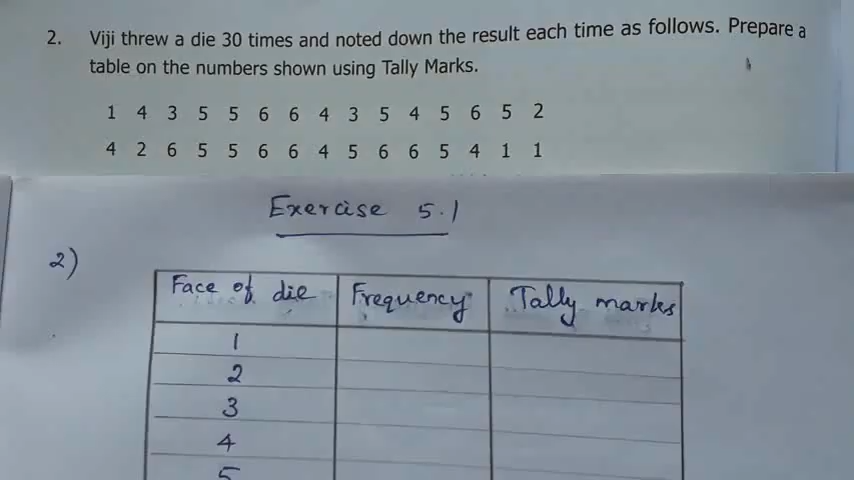 2. Viji threw a die 30 times and noted down the result each time as follows. Prepare a
table on the numbers shown using Tally Marks.
1 4 3 5 5 6 6 4 3 5 4 5 6 5 2
4 2 6 5 5 6 6 4 5 6 6 5 4 1 1
Exercise 5.1
2)
Face of die Frequency Tally marks
1
2
3
4
5